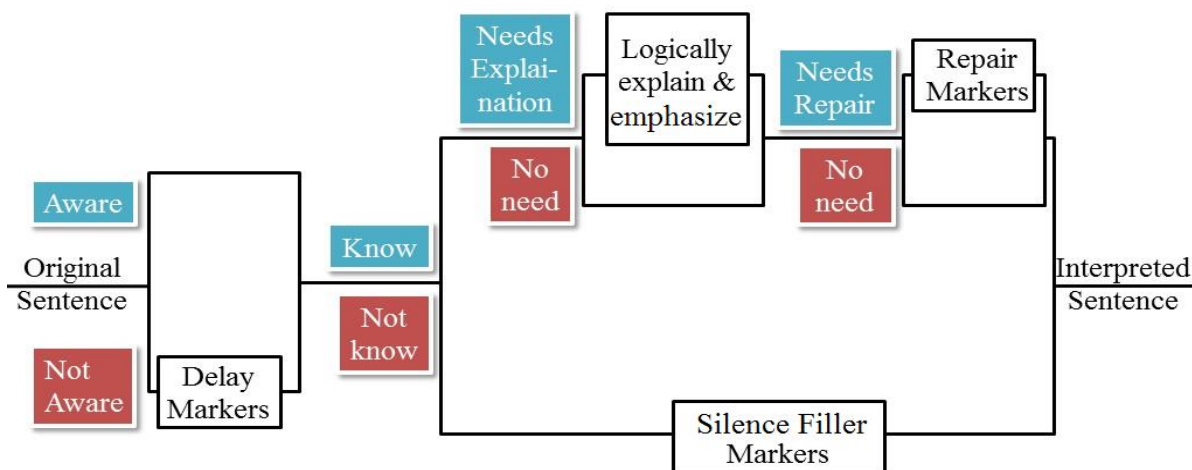 Aware
Original
Sentence
Not
Aware
Delay
Markers
Know
Not
know
Needs
Explai-
nation
No
need
Logically
explain &
emphasize
Needs
Repair
No
need
Repair
Markers
Silence Filler
Markers
Interpreted
Sentence